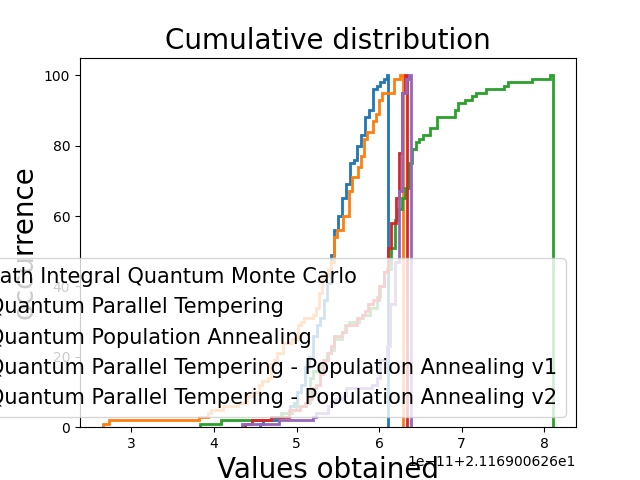 Cumulative distribution
100
80
60
40
20
0
occurrence
ath Integral Quantum Monte Carlo
Quantum Parallel Tempering
Quantum Population Annealing
Quantum Parallel Tempering - Population Annealing v1
Quantum Parallel Tempering - Population Annealing v2
3 4 5 6 7 8
1e−11+2.116900626e1
Values obtained